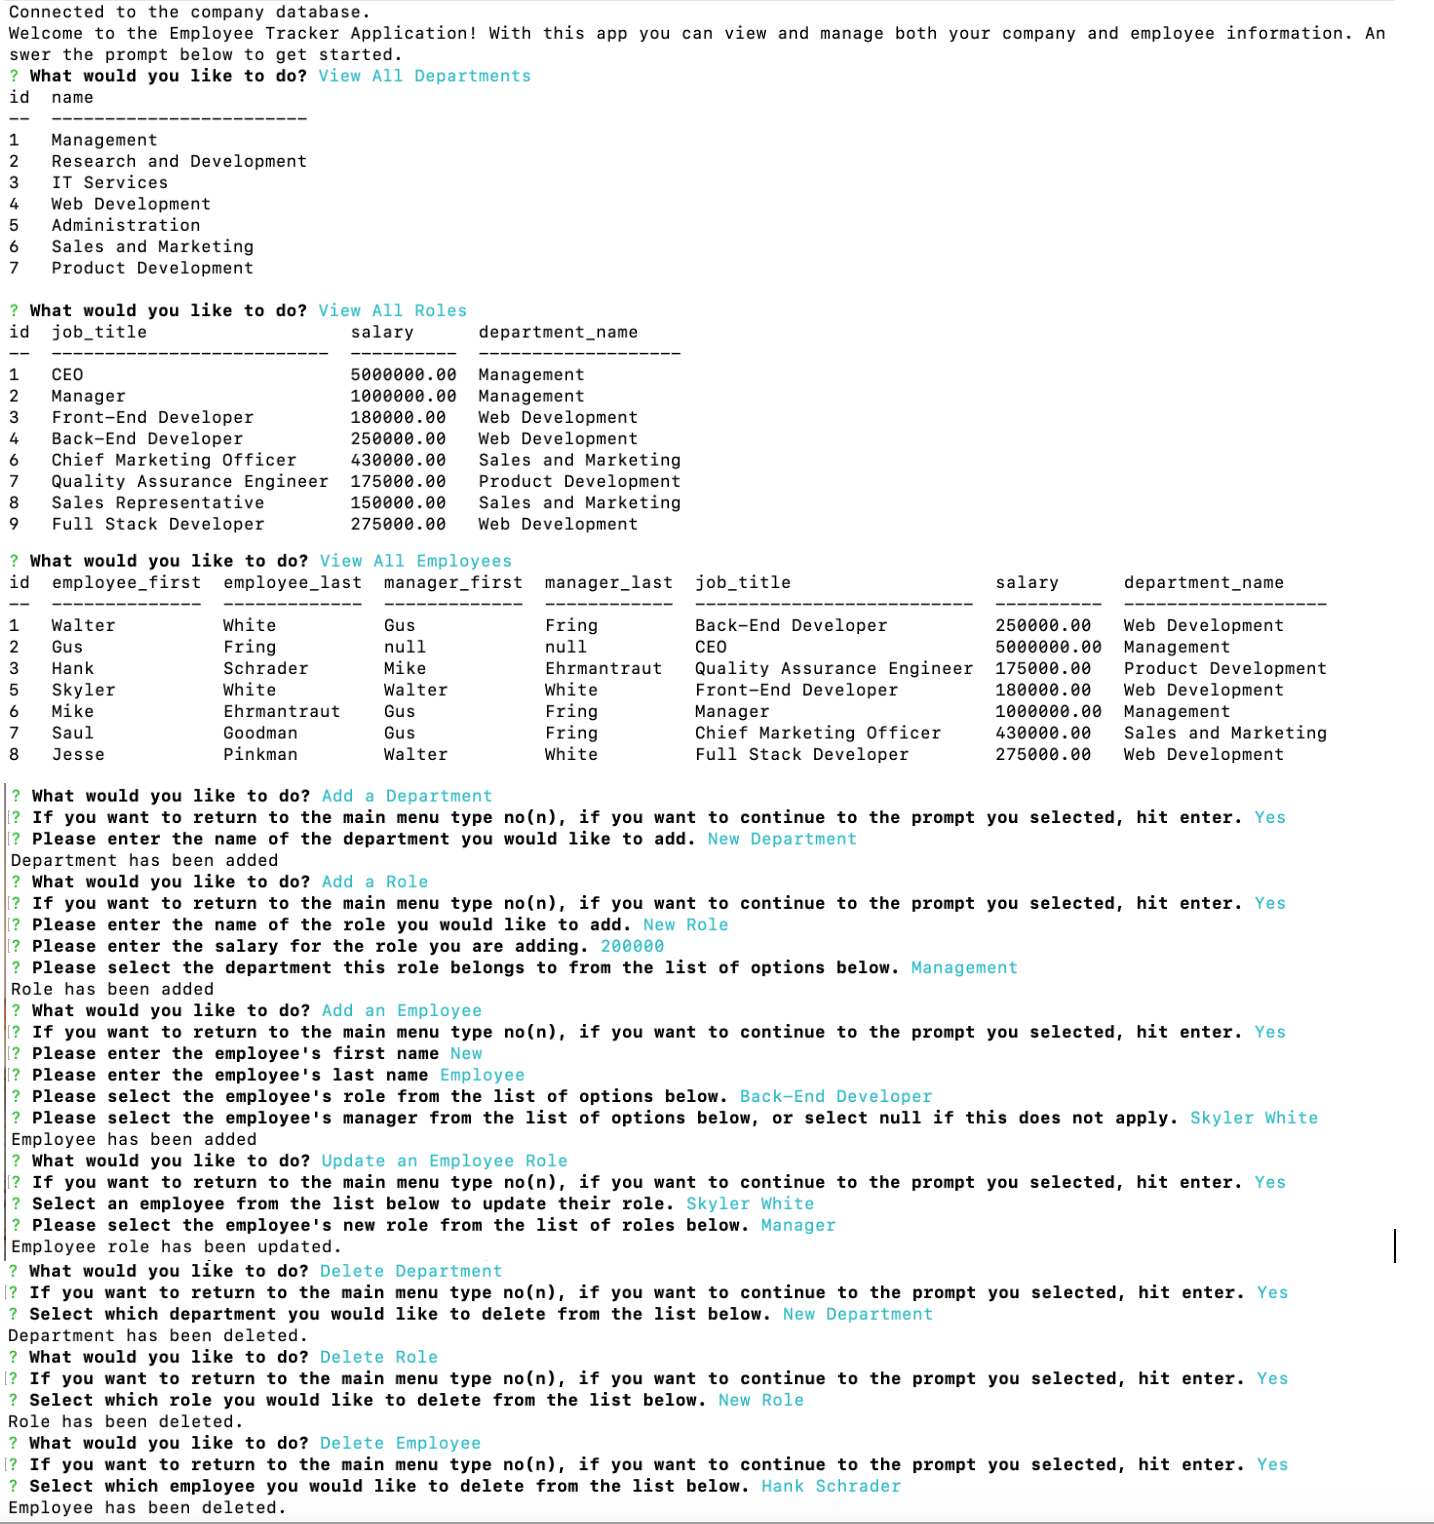 Connected to the company database.
Welcome to the Employee Tracker Application! With this app you can view and manage both your company and employee information. An
swer the prompt below to get started.
? What would you like to do? View All Departments
id  name
--  ------------------------
1   Management
2   Research and Development
3   IT Services
4   Web Development
5   Administration
6   Sales and Marketing
7   Product Development
? What would you like to do? View All Roles
id  job_title                   salary      department_name
--  --------------------------  ----------  -------------------
1   CEO                         5000000.00  Management
2   Manager                     1000000.00  Management
3   Front-End Developer         180000.00   Web Development
4   Back-End Developer          250000.00   Web Development
6   Chief Marketing Officer     430000.00   Sales and Marketing
7   Quality Assurance Engineer  175000.00   Product Development
8   Sales Representative        150000.00   Sales and Marketing
9   Full Stack Developer        275000.00   Web Development
? What would you like to do? View All Employees
id  employee_first  employee_last  manager_first  manager_last  job_title                   salary      department_name
--  --------------  -------------  -------------  ------------  --------------------------  ----------  -------------------
1   Walter          White          Gus            Fring         Back-End Developer          250000.00   Web Development
2   Gus             Fring          null           null          CEO                         5000000.00  Management
3   Hank            Schrader       Mike           Ehrmantraut   Quality Assurance Engineer  175000.00   Product Development
5   Skyler          White          Walter         White         Front-End Developer         180000.00   Web Development
6   Mike            Ehrmantraut    Gus            Fring         Manager                     1000000.00  Management
7   Saul            Goodman        Gus            Fring         Chief Marketing Officer     430000.00   Sales and Marketing
8   Jesse           Pinkman        Walter         White         Full Stack Developer        275000.00   Web Development
? What would you like to do? Add a Department
? If you want to return to the main menu type no(n), if you want to continue to the prompt you selected, hit enter. Yes
? Please enter the name of the department you would like to add. New Department
Department has been added
? What would you like to do? Add a Role
? If you want to return to the main menu type no(n), if you want to continue to the prompt you selected, hit enter. Yes
? Please enter the name of the role you would like to add. New Role
? Please enter the salary for the role you are adding. 200000
? Please select the department this role belongs to from the list of options below. Management
Role has been added
? What would you like to do? Add an Employee
? If you want to return to the main menu type no(n), if you want to continue to the prompt you selected, hit enter. Yes
? Please enter the employee's first name New
? Please enter the employee's last name Employee
? Please select the employee's role from the list of options below. Back-End Developer
? Please select the employee's manager from the list of options below, or select null if this does not apply. Skyler White
Employee has been added
? What would you like to do? Update an Employee Role
? If you want to return to the main menu type no(n), if you want to continue to the prompt you selected, hit enter. Yes
? Select an employee from the list below to update their role. Skyler White
? Please select the employee's new role from the list of roles below. Manager
Employee role has been updated.
? What would you like to do? Delete Department
? If you want to return to the main menu type no(n), if you want to continue to the prompt you selected, hit enter. Yes
? Select which department you would like to delete from the list below. New Department
Department has been deleted.
? What would you like to do? Delete Role
? If you want to return to the main menu type no(n), if you want to continue to the prompt you selected, hit enter. Yes
? Select which role you would like to delete from the list below. New Role
Role has been deleted.
? What would you like to do? Delete Employee
? If you want to return to the main menu type no(n), if you want to continue to the prompt you selected, hit enter. Yes
? Select which employee you would like to delete from the list below. Hank Schrader
Employee has been deleted.